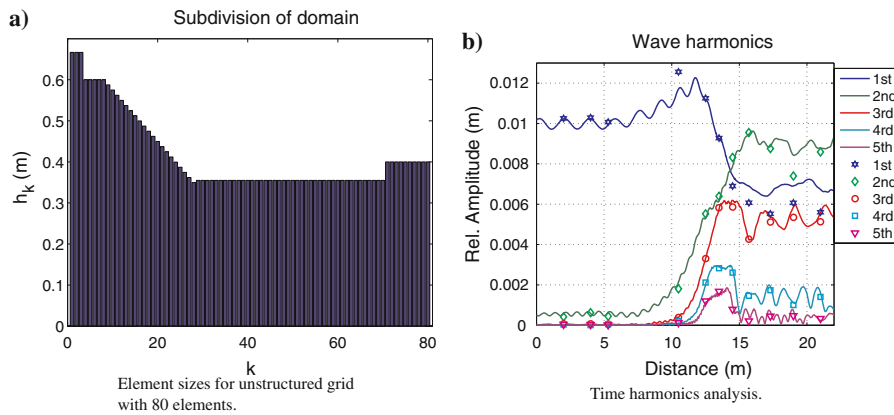 a)
Subdivision of domain
0.6
0.5
0.4
0.3
0.2
0.1
0
h_k (m)
0
20
40
60
80
k
Element sizes for unstructured grid
with 80 elements.
b)
Wave harmonics
0.012
0.01
0.008
0.006
0.004
0.002
0
Rel. Amplitude (m)
0
5
10
15
20
Distance (m)
1st
2nd
3rd
4rd
5th
1st
2nd
3rd
4rd
5th
Time harmonics analysis.